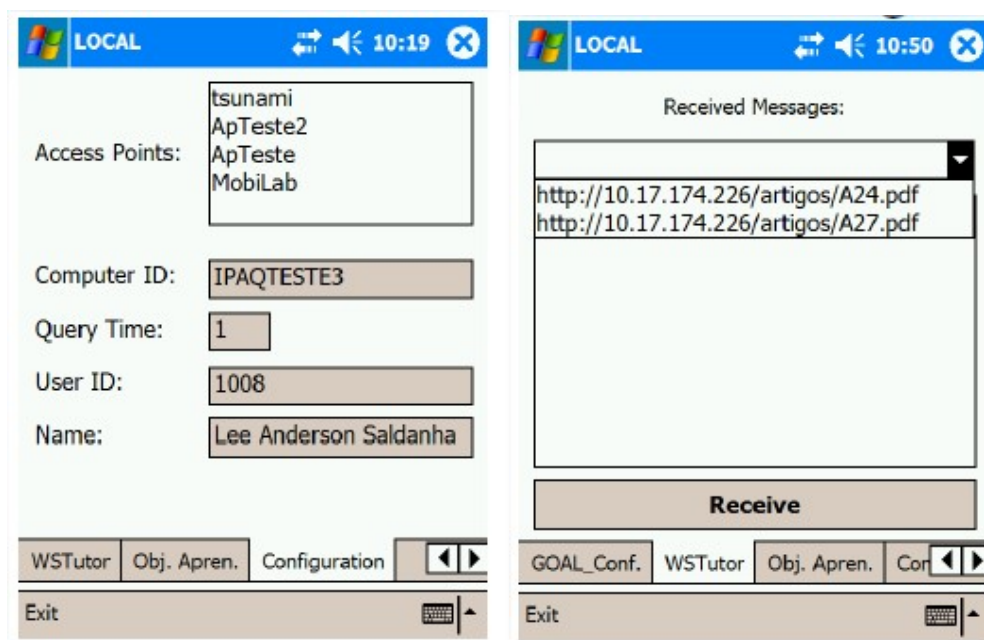 LOCAL 10:19
Access Points:
tsunami
ApTeste2
ApTeste
MobiLab
Computer ID: IPAQTESTE3
Query Time: 1
User ID: 1008
Name: Lee Anderson Saldanha
WSTutor Obj. Apren. Configuration
Exit
LOCAL 10:50
Received Messages:
http://10.17.174.226/artigos/A24.pdf
http://10.17.174.226/artigos/A27.pdf
Receive
GOAL_Conf. WSTutor Obj. Apren. Con
Exit